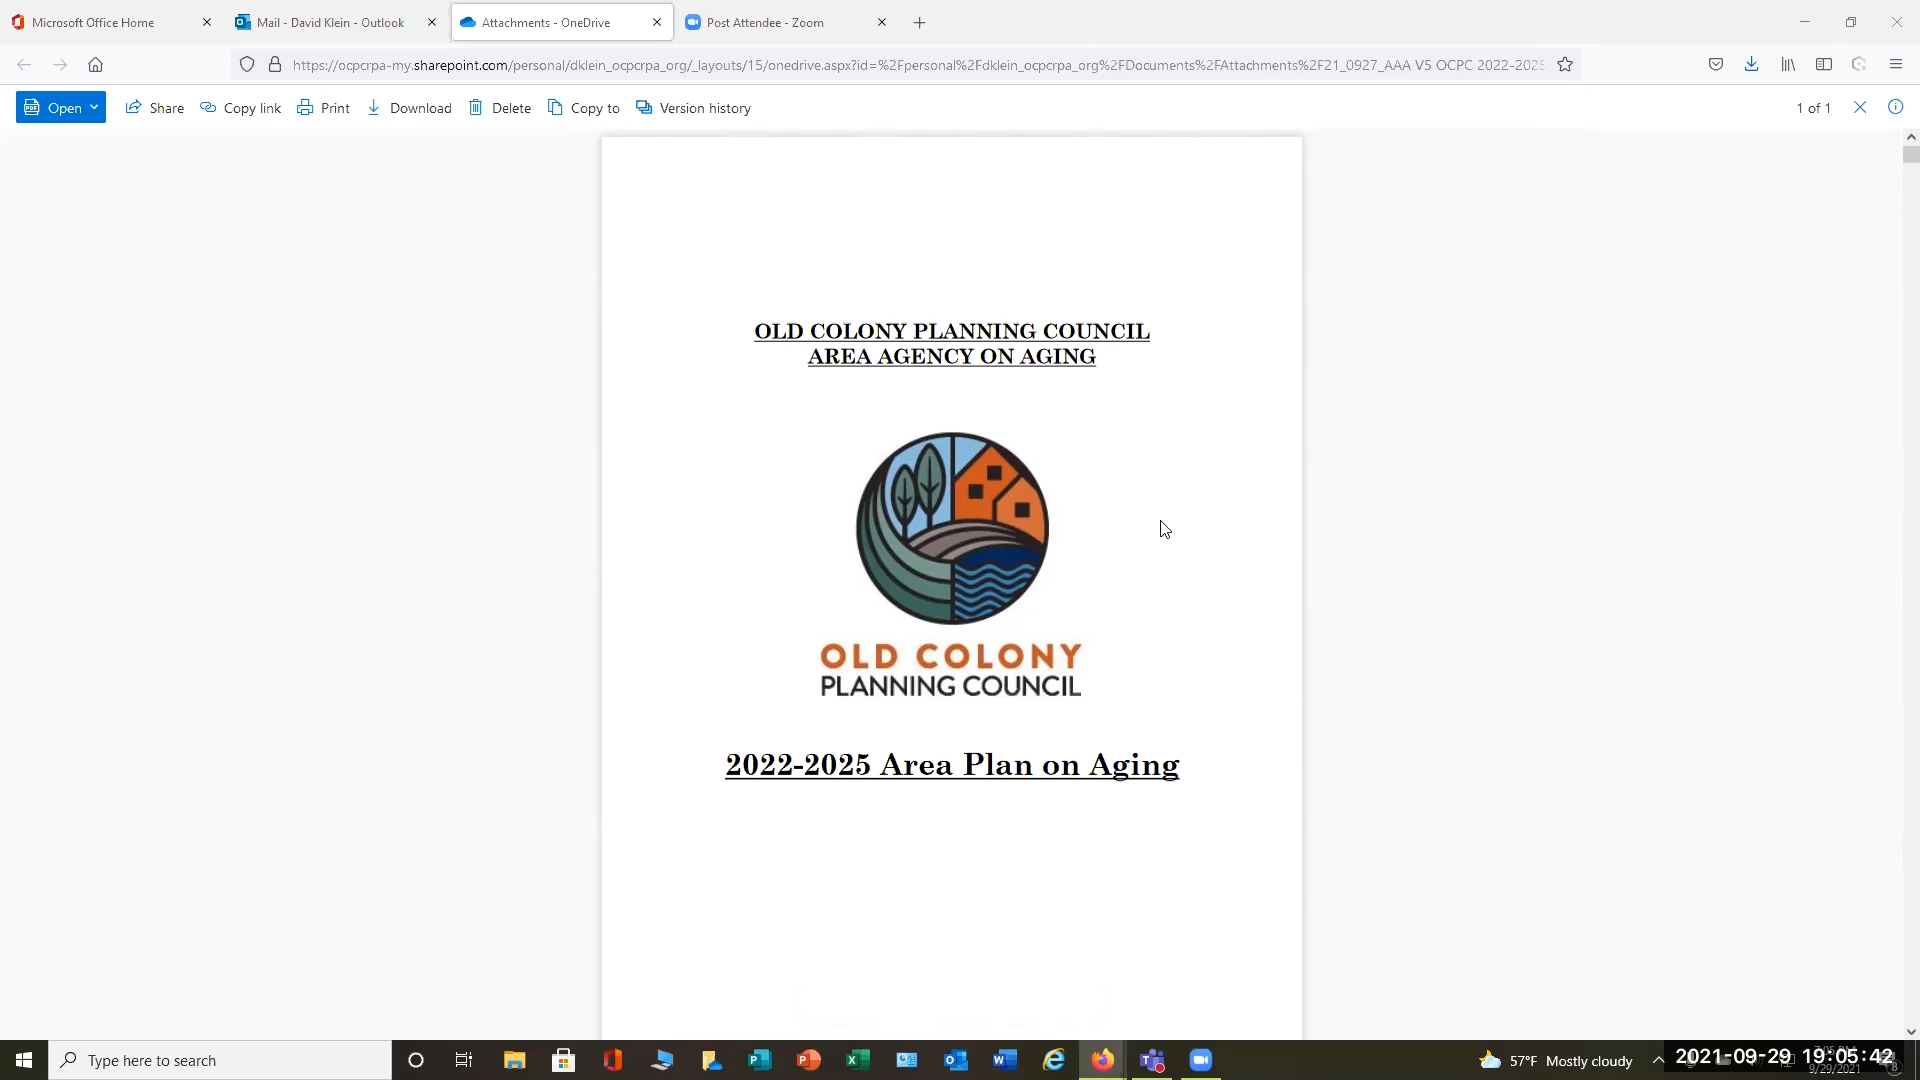 Microsoft Office Home
Mail - David Klein - Outlook
Attachments - OneDrive
Post Attendee - Zoom
https://ocpcrpa-my.sharepoint.com/personal/dklein_ocpcrpa_org/_layouts/15/onedrive.aspx?id=%2Fpersonal%2Fdklein_ocpcrpa_org%2FDocuments%2FAttachments%2F21_0927_AAA V5 OCPC 2022-2025
Open
Share
Copy link
Print
Download
Delete
Copy to
Version history
1 of 1
OLD COLONY PLANNING COUNCIL
AREA AGENCY ON AGING
OLD COLONY
PLANNING COUNCIL
2022-2025 Area Plan on Aging
Type here to search
57°F Mostly cloudy
2021-09-29 19:05:42
9/29/2021